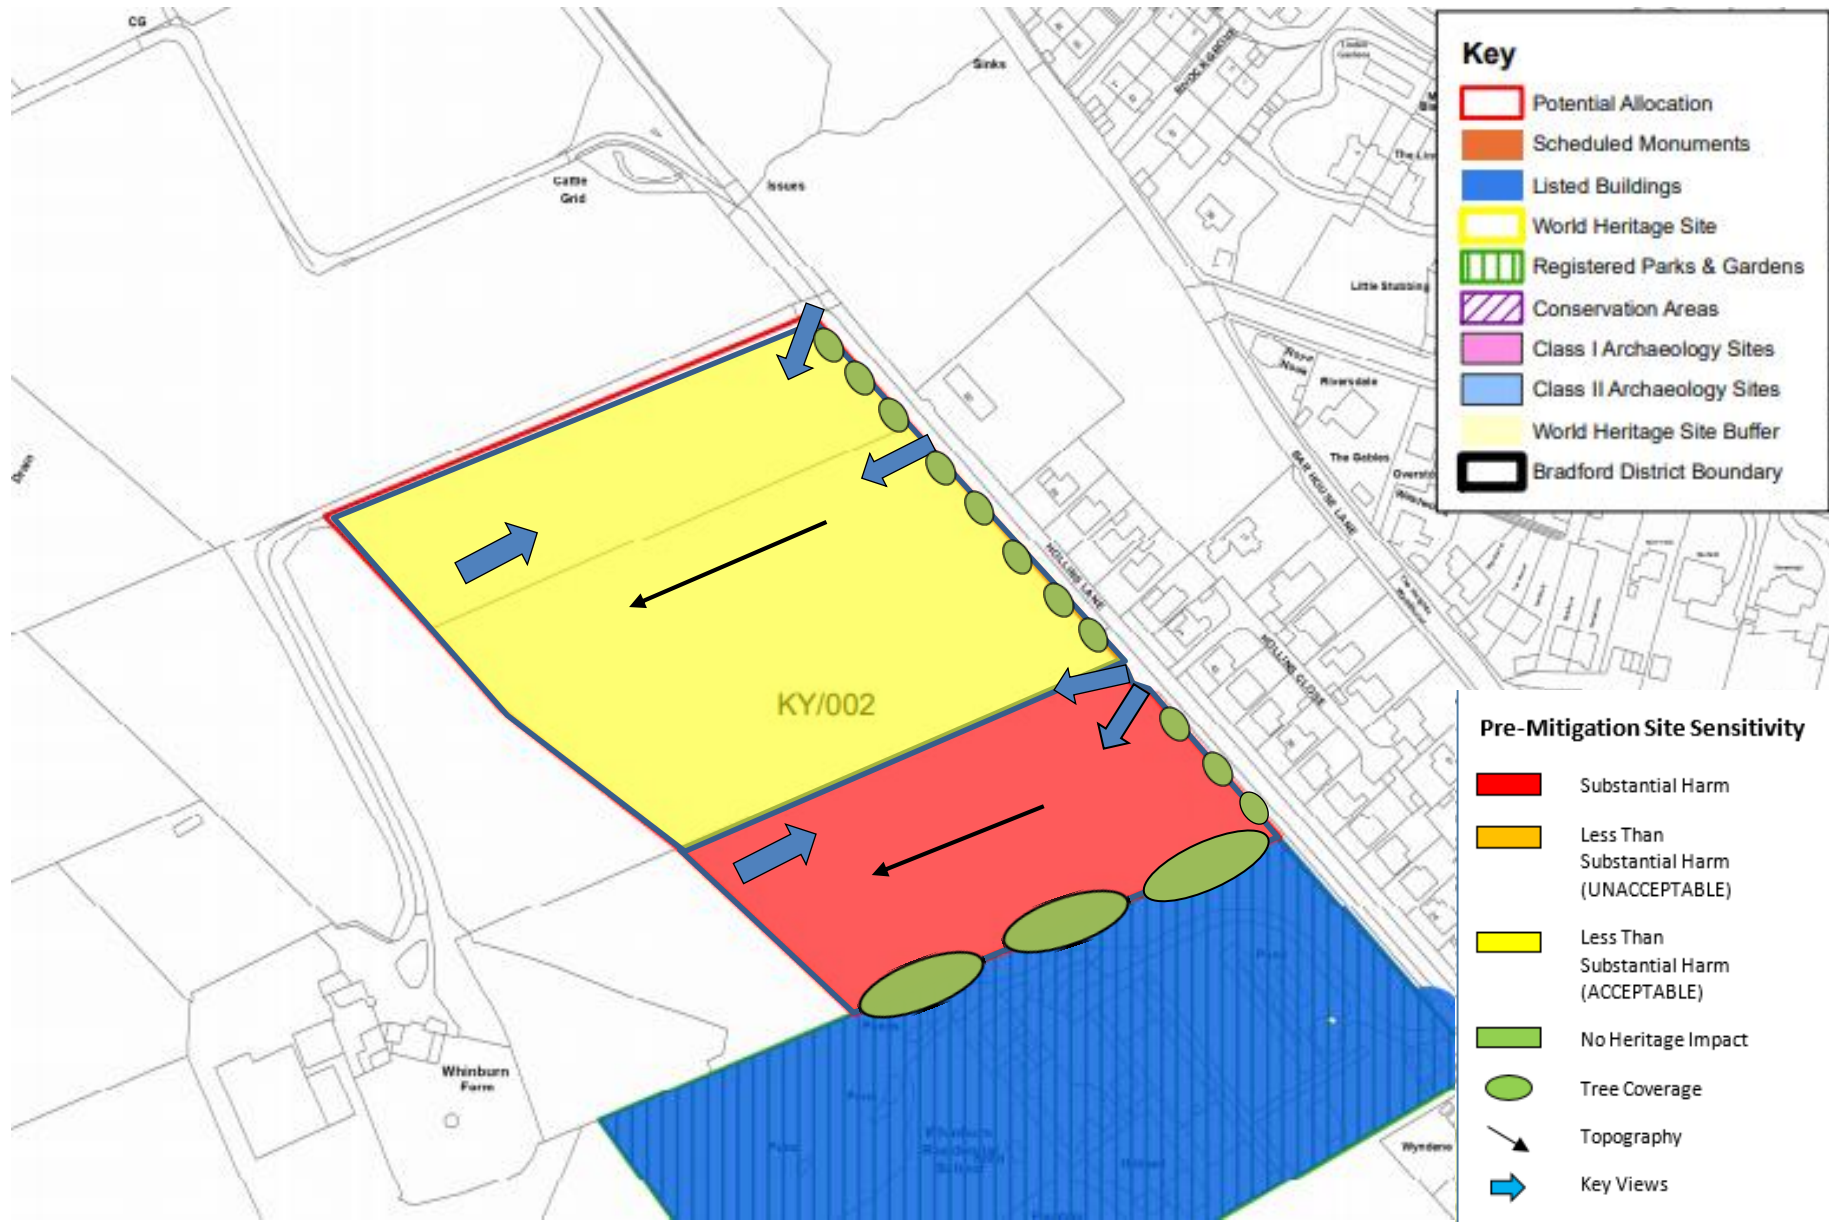 CG
Sinks
Cattle
Grid
Issues
Drain
Little Stubbing
Riversdale
The Gables
BAR HOUSE LANE
HOLLINS LANE
HOLLINS CLOSE
KY/002
Whinburn
Farm
Wyndene
Key
Potential Allocation
Scheduled Monuments
Listed Buildings
World Heritage Site
Registered Parks & Gardens
Conservation Areas
Class I Archaeology Sites
Class II Archaeology Sites
World Heritage Site Buffer
Bradford District Boundary
Pre-Mitigation Site Sensitivity
Substantial Harm
Less Than
Substantial Harm
(UNACCEPTABLE)
Less Than
Substantial Harm
(ACCEPTABLE)
No Heritage Impact
Tree Coverage
Topography
Key Views